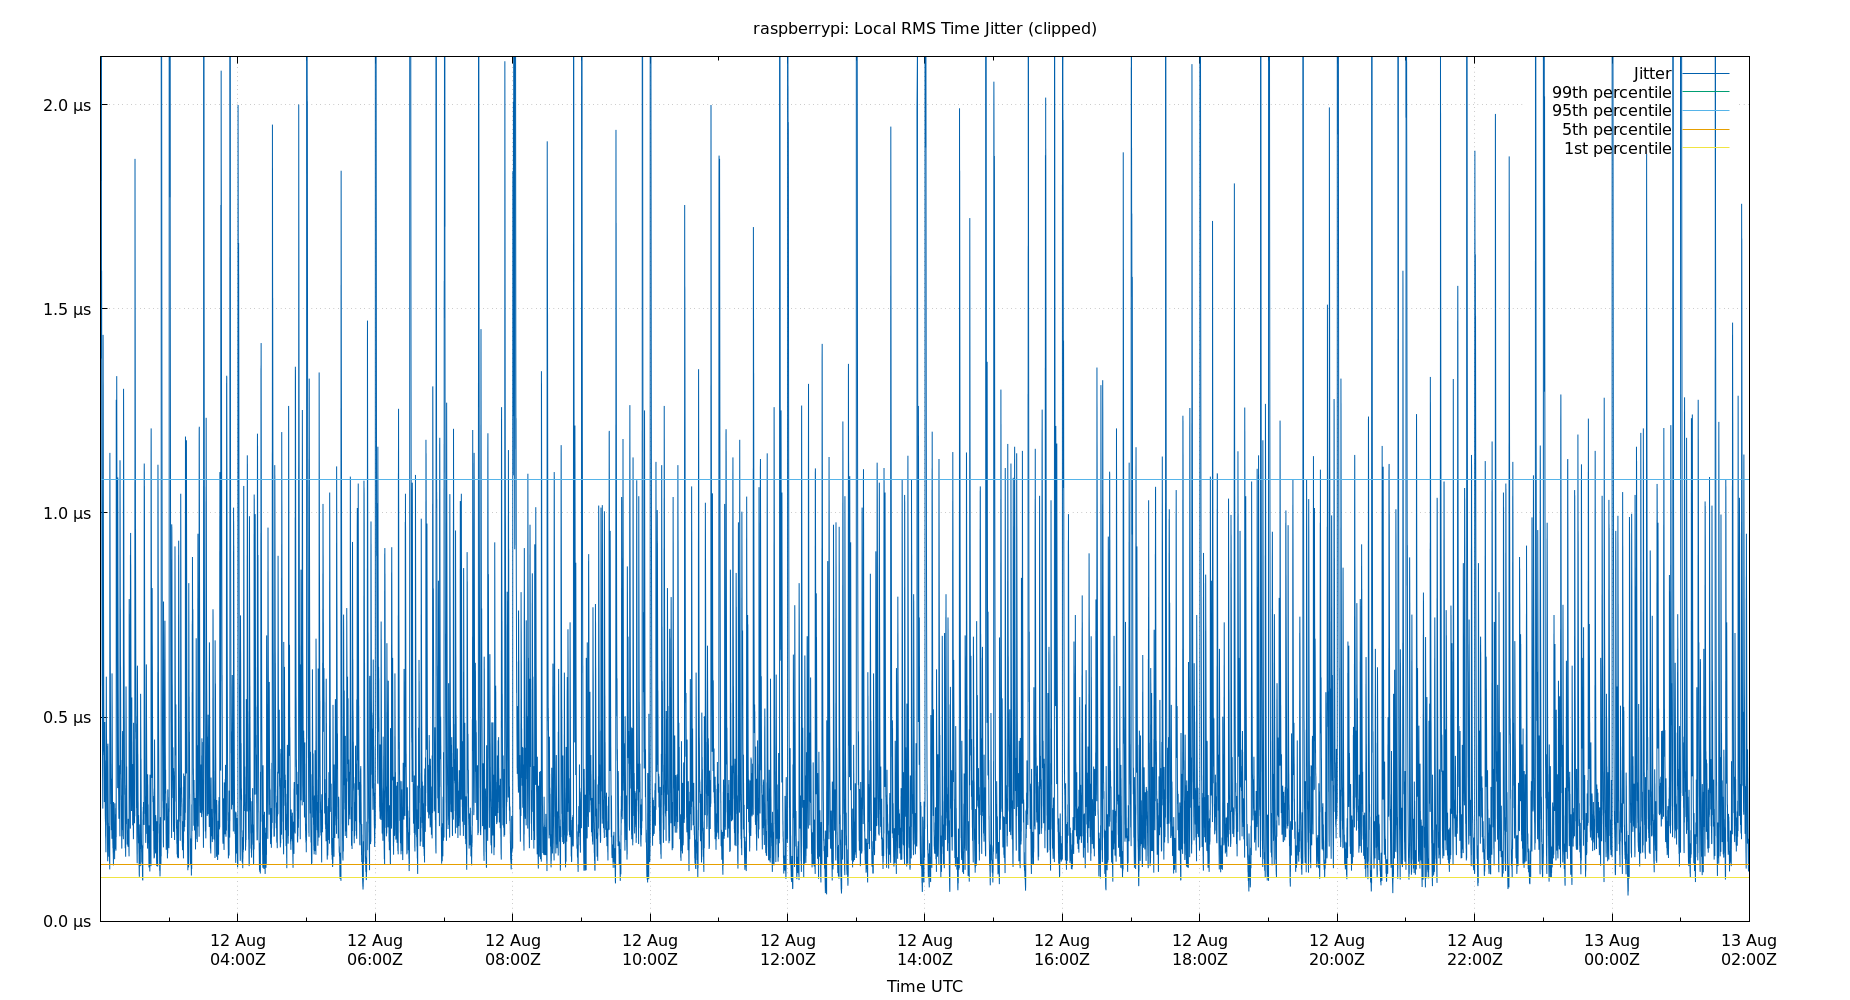 raspberrypi: Local RMS Time Jitter (clipped)
Jitter
99th percentile
95th percentile
5th percentile
1st percentile
2.0 µs
1.5 µs
1.0 µs
0.5 µs
0.0 µs
12 Aug 12 Aug 12 Aug 12 Aug 12 Aug 12 Aug 12 Aug 12 Aug 12 Aug 12 Aug 13 Aug 13 Aug
04:00Z 06:00Z 08:00Z 10:00Z 12:00Z 14:00Z 16:00Z 18:00Z 20:00Z 22:00Z 00:00Z 02:00Z
Time UTC